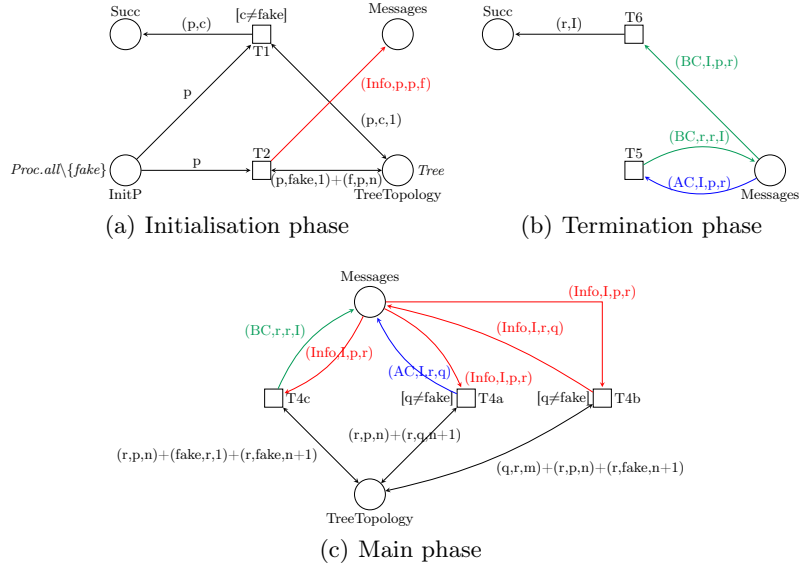 Succ
(p,c)
[c≠fake]
T1
Messages
(Info,p,p,f)
p
(p,c,1)
T2
Proc.all\{fake}
p
InitP
(p,fake,1)+(f,p,n)
Tree
TreeTopology
(a) Initialisation phase
Succ
(r,I)
T6
(BC,I,p,r)
(BC,r,r,I)
T5
(AC,I,p,r)
Messages
(b) Termination phase
Messages
(Info,I,p,r)
(BC,r,r,I)
(Info,I,r,q)
(Info,I,p,r)
(AC,I,r,q)
(Info,I,p,r)
T4c
[q≠fake]
T4a
[q≠fake]
T4b
(r,p,n)+(r,q,n+1)
(r,p,n)+(fake,r,1)+(r,fake,n+1)
(q,r,m)+(r,p,n)+(r,fake,n+1)
TreeTopology
(c) Main phase